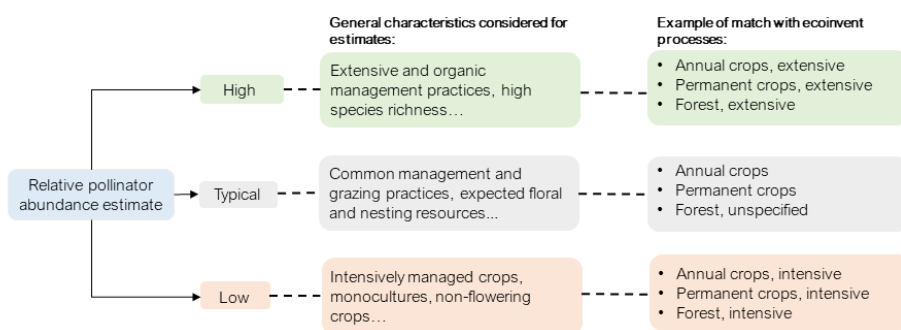 General characteristics considered for
estimates:
Example of match with ecoinvent
processes:
Relative pollinator
abundance estimate
High
Extensive and organic
management practices, high
species richness…
• Annual crops, extensive
• Permanent crops, extensive
• Forest, extensive
Typical
Common management and
grazing practices, expected floral
and nesting resources...
• Annual crops
• Permanent crops
• Forest, unspecified
Low
Intensively managed crops,
monocultures, non-flowering
crops…
• Annual crops, intensive
• Permanent crops, intensive
• Forest, intensive